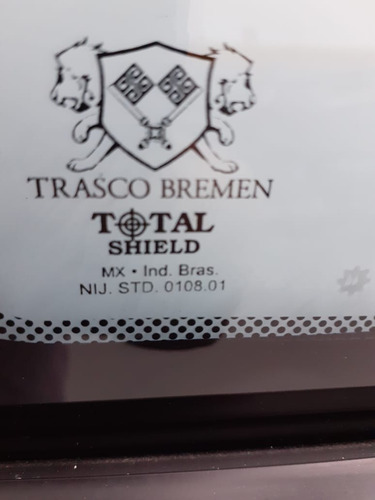 TRASCO BREMEN
TOTAL
SHIELD
MX • Ind. Bras.
NIJ. STD. 0108.01